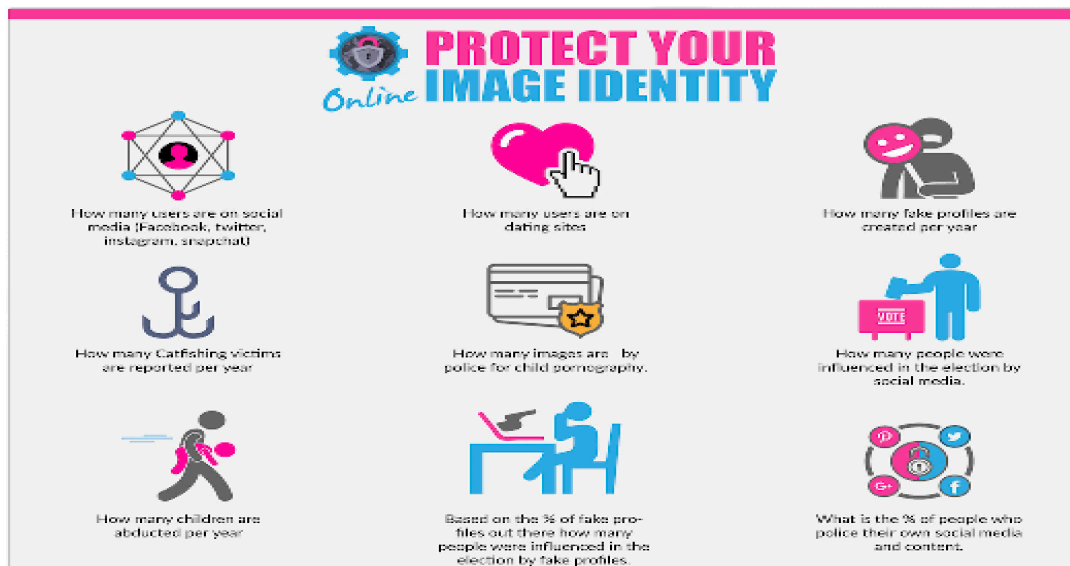 PROTECT YOUR
Online IMAGE IDENTITY
How many users are on social
media (Facebook, twitter,
instagram, snapchat)
How many users are on
dating sites
How many fake profiles are
created per year
How many Catfishing victims
are reported per year
How many images are by
police for child pornography.
VOTE
How many people were
influenced in the election by
social media.
How many children are
abducted per year
Based on the % of fake pro-
files out there how many
people were influenced in the
election by fake profiles.
G+
f
What is the % of people who
police their own social media
and content.